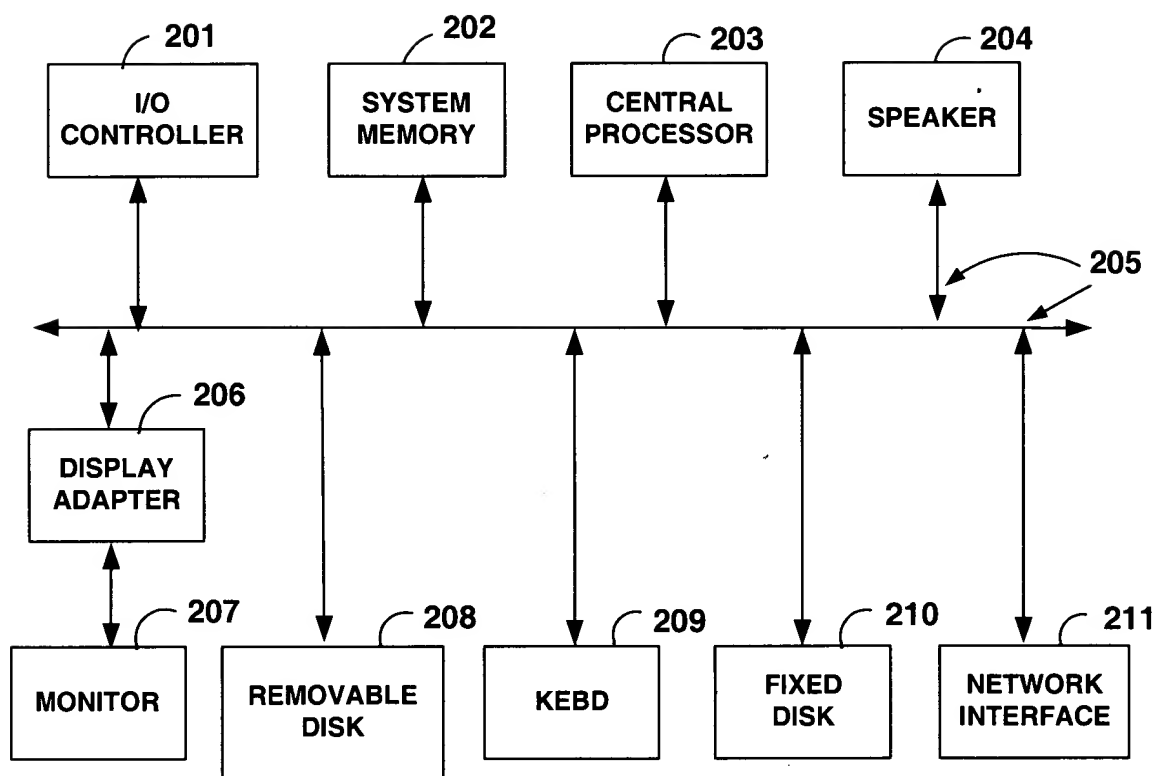 201
202
203
204
I/O
CONTROLLER
SYSTEM
MEMORY
CENTRAL
PROCESSOR
SPEAKER
205
206
DISPLAY
ADAPTER
207
208
209
210
211
MONITOR
REMOVABLE
DISK
KEBD
FIXED
DISK
NETWORK
INTERFACE